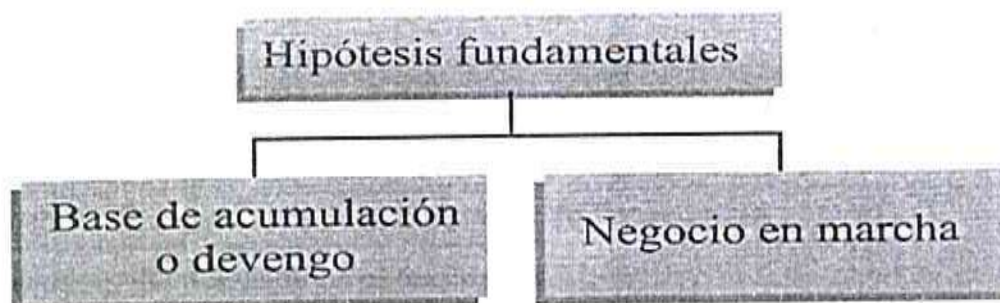 Hipótesis fundamentales
Base de acumulación
o devengo
Negocio en marcha